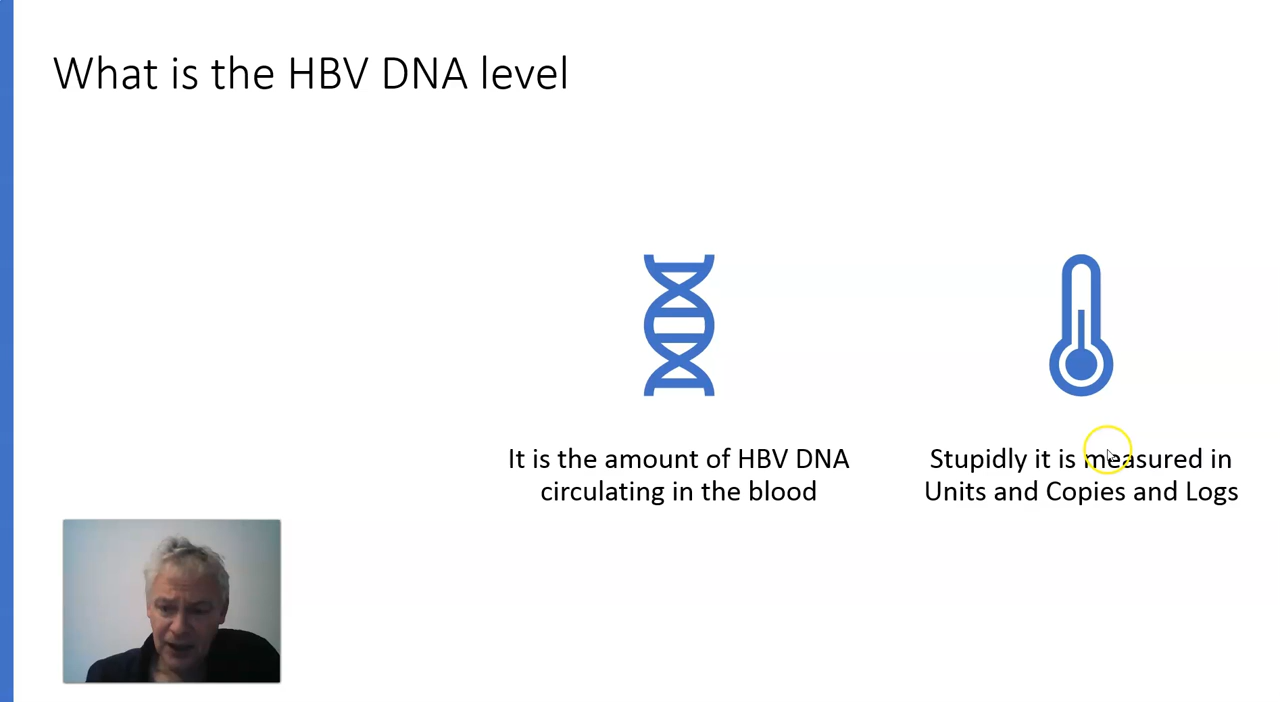 What is the HBV DNA level
It is the amount of HBV DNA
circulating in the blood
Stupidly it is measured in
Units and Copies and Logs